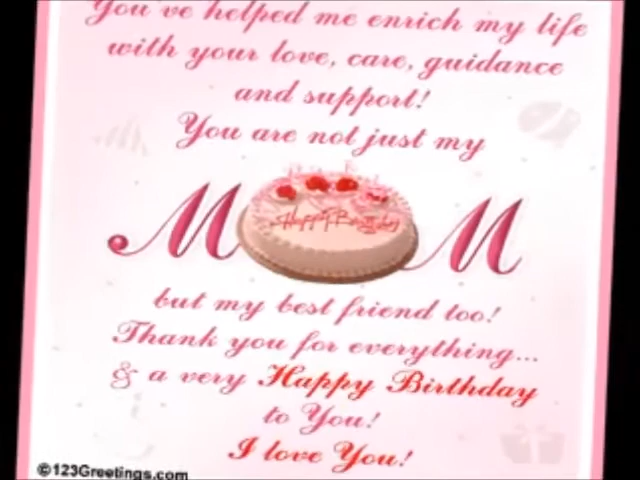 You've helped me enrich my life
with your love, care, guidance
and support!
You are not just my
M M
Happy Birthday
but my best friend too!
Thank you for everything...
& a very Happy Birthday
to You!
I love You!
©123Greetings.com